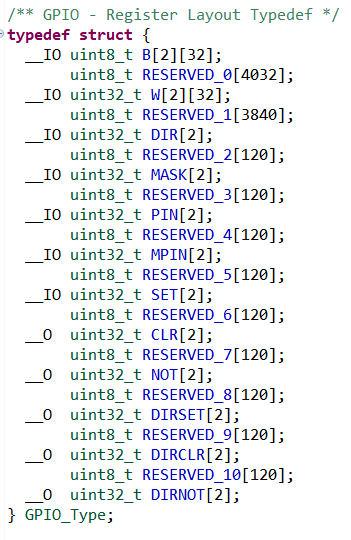 /** GPIO - Register Layout Typedef */
typedef struct {
  __IO uint8_t B[2][32];
       uint8_t RESERVED_0[4032];
  __IO uint32_t W[2][32];
       uint8_t RESERVED_1[3840];
  __IO uint32_t DIR[2];
       uint8_t RESERVED_2[120];
  __IO uint32_t MASK[2];
       uint8_t RESERVED_3[120];
  __IO uint32_t PIN[2];
       uint8_t RESERVED_4[120];
  __IO uint32_t MPIN[2];
       uint8_t RESERVED_5[120];
  __IO uint32_t SET[2];
       uint8_t RESERVED_6[120];
  __O  uint32_t CLR[2];
       uint8_t RESERVED_7[120];
  __O  uint32_t NOT[2];
       uint8_t RESERVED_8[120];
  __O  uint32_t DIRSET[2];
       uint8_t RESERVED_9[120];
  __O  uint32_t DIRCLR[2];
       uint8_t RESERVED_10[120];
  __O  uint32_t DIRNOT[2];
} GPIO_Type;